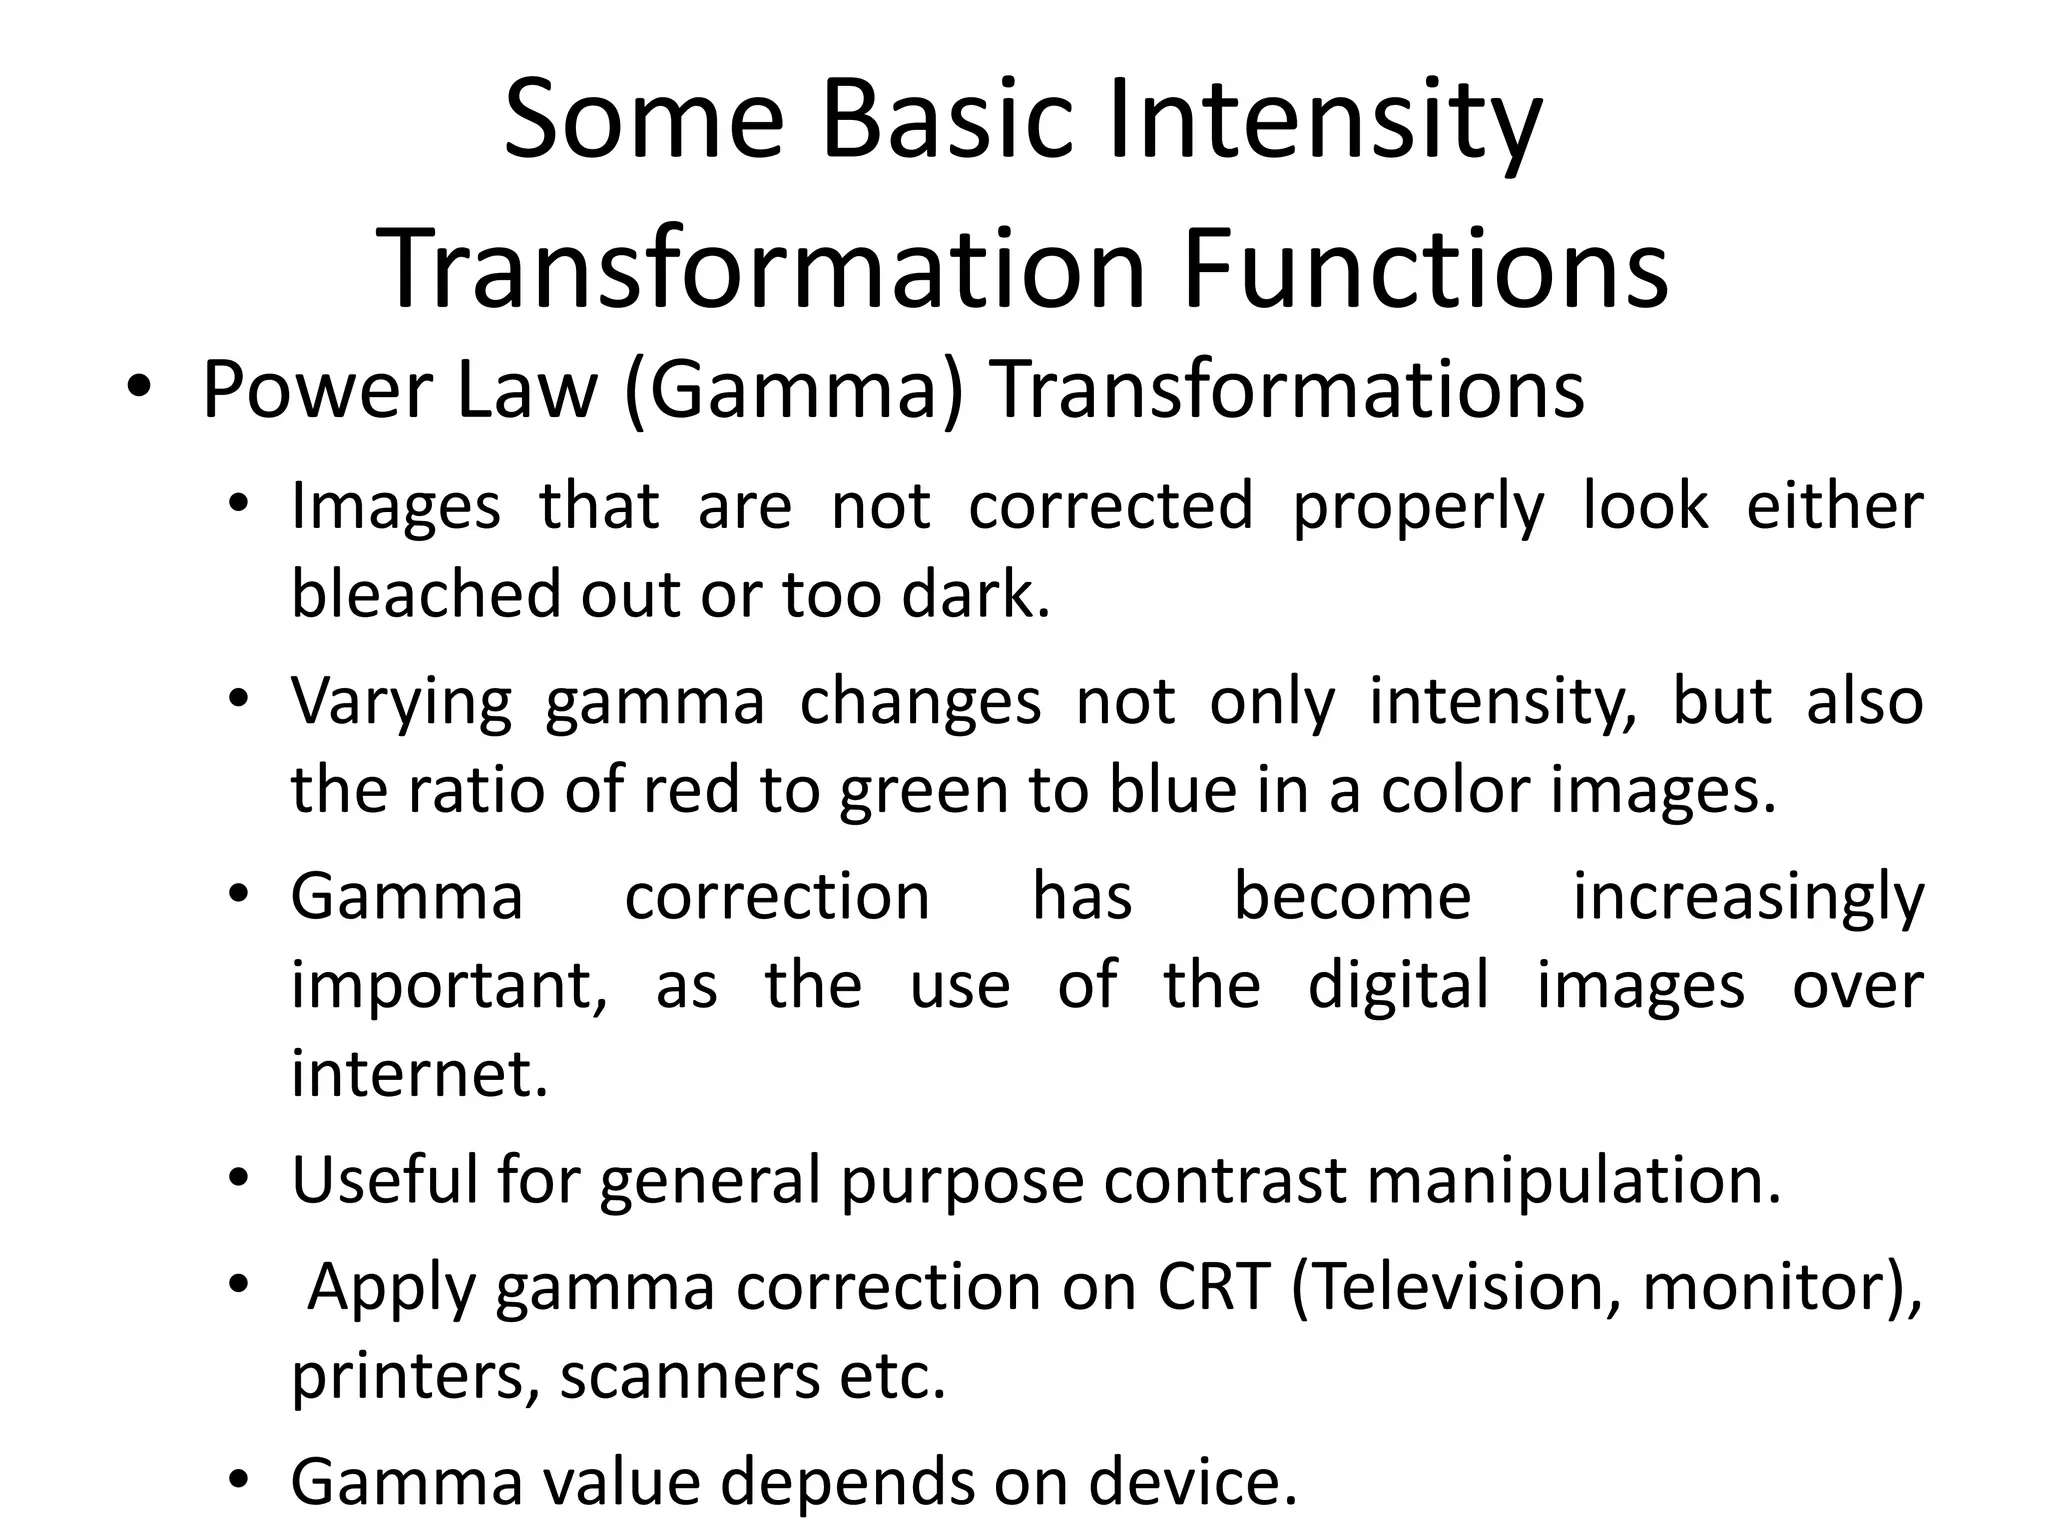 Some Basic Intensity
Transformation Functions
• Power Law (Gamma) Transformations
• Images that are not corrected properly look either
bleached out or too dark.
• Varying gamma changes not only intensity, but also
the ratio of red to green to blue in a color images.
• Gamma correction has become increasingly
important, as the use of the digital images over
internet.
• Useful for general purpose contrast manipulation.
• Apply gamma correction on CRT (Television, monitor),
printers, scanners etc.
• Gamma value depends on device.